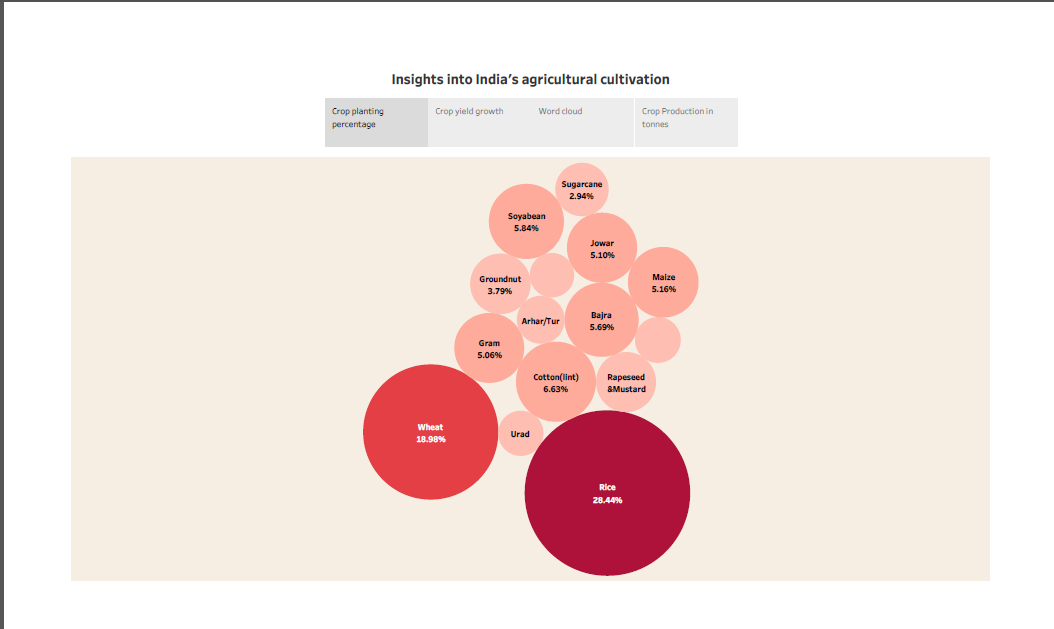 Insights into India's agricultural cultivation
Crop planting
percentage
Crop yield growth
Word cloud
Crop Production in
tonnes
Sugarcane
2.94%
Soyabean
5.84%
Jowar
5.10%
Groundnut
3.79%
Maize
5.16%
Arhar/Tur
Bajra
5.69%
Gram
5.06%
Cotton(lint)
6.63%
Rapeseed
&Mustard
Wheat
18.98%
Urad
Rice
28.44%